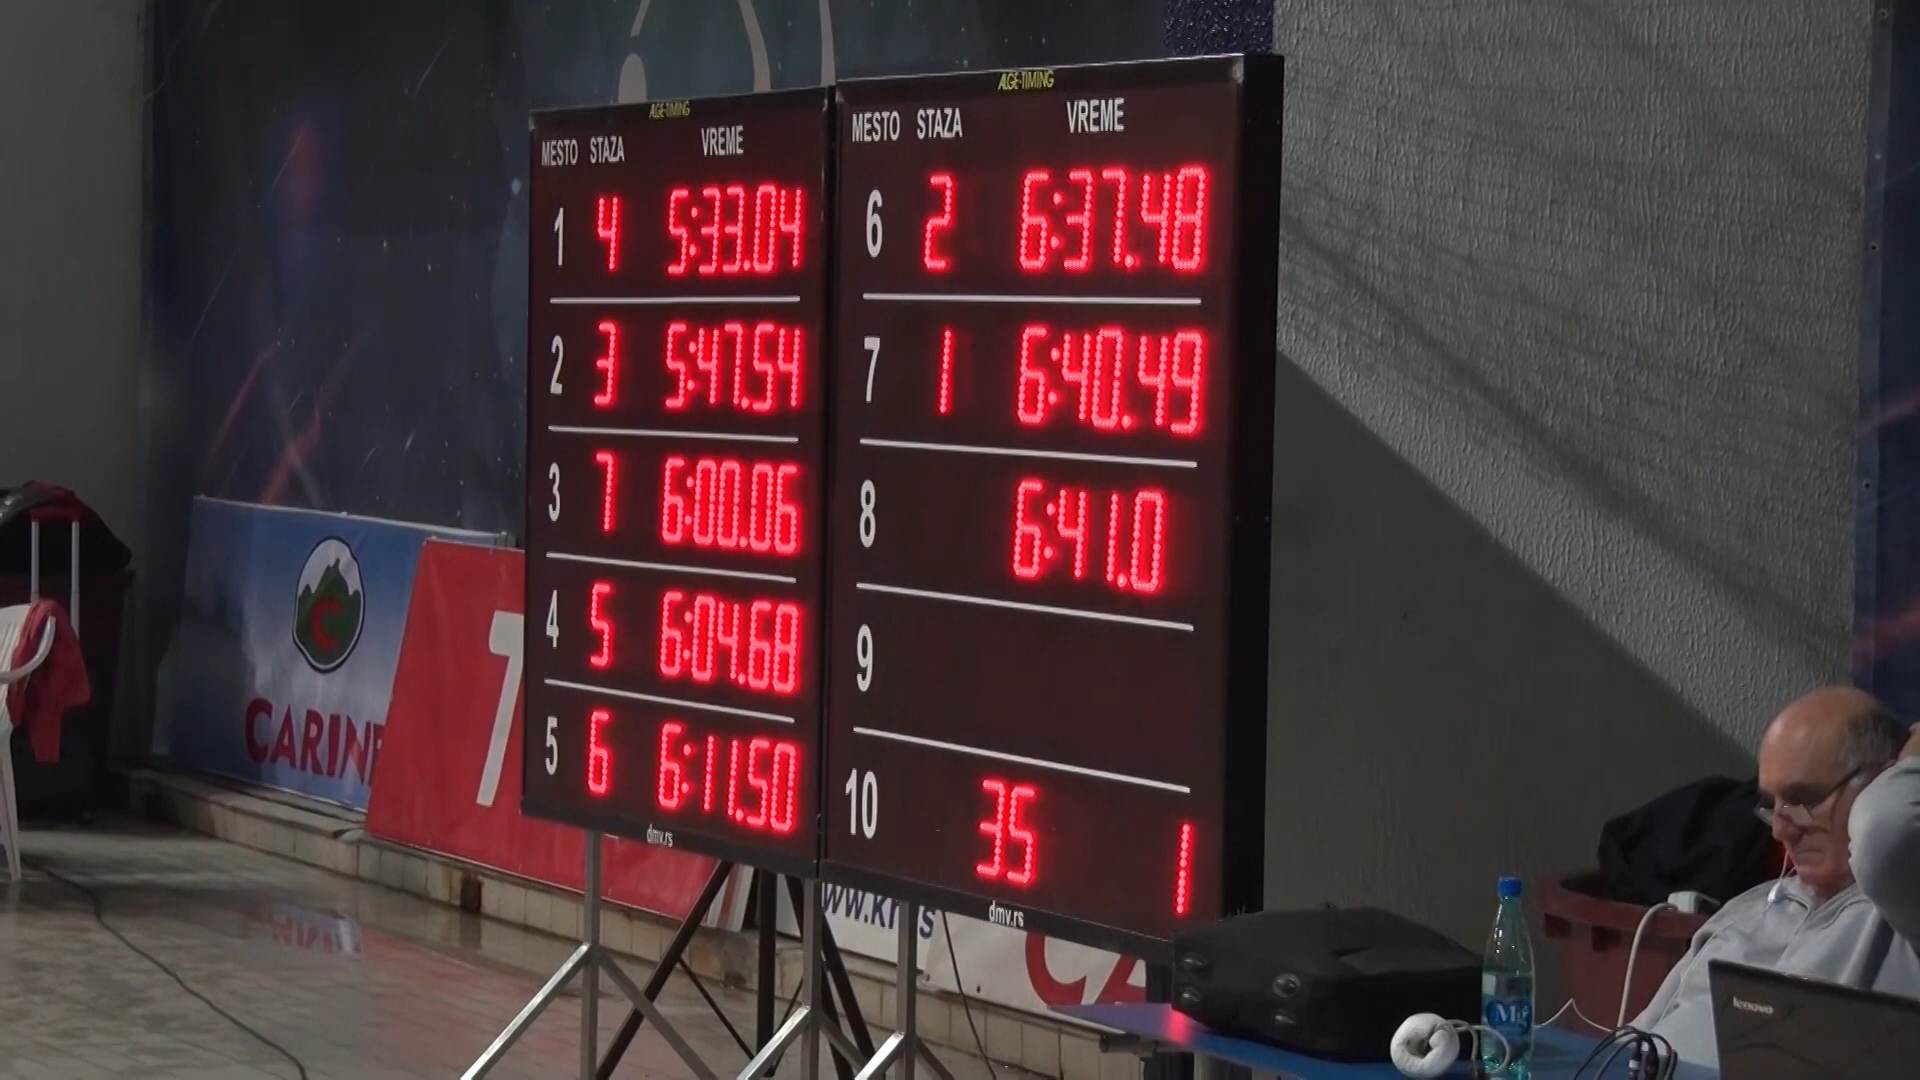 ALGE-TIMING
MESTO STAZA VREME
1 4 5:33.04
2 3 5:47.54
3 7 6:00.06
4 5 6:04.68
5 6 6:11.50
dmv.rs
ALGE-TIMING
MESTO STAZA VREME
6 2 6:37.48
7 1 6:40.49
8 6:41.0
9
10 35 1
dmv.rs
C
CARINE
7
lenovo